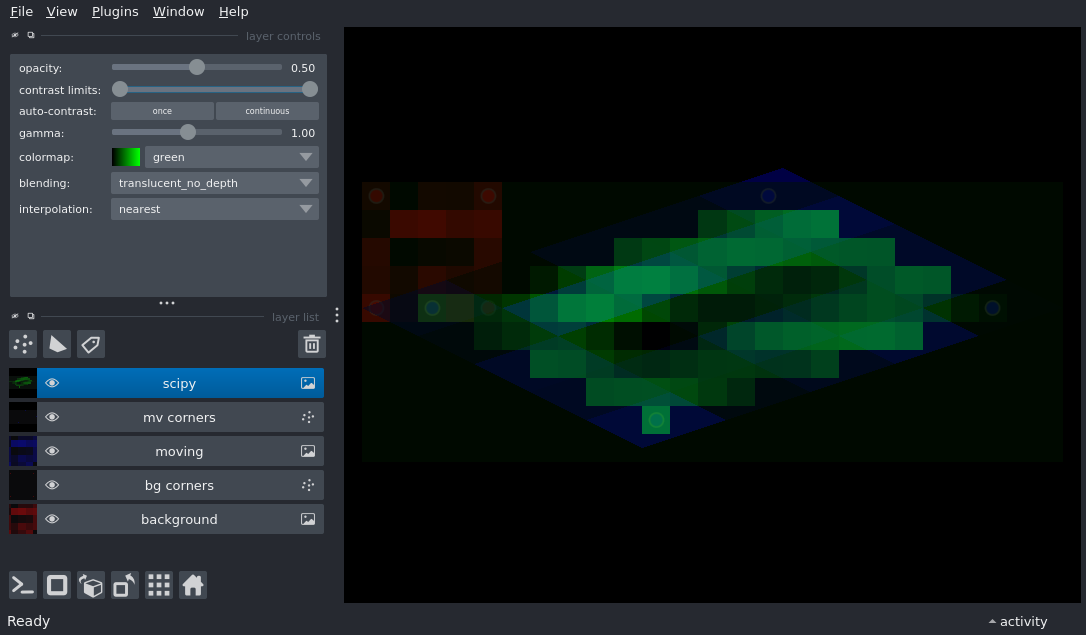 File View Plugins Window Help
layer controls
opacity: 0.50
contrast limits:
auto-contrast: once continuous
gamma: 1.00
colormap: green
blending: translucent_no_depth
interpolation: nearest
layer list
scipy
mv corners
moving
bg corners
background
Ready activity